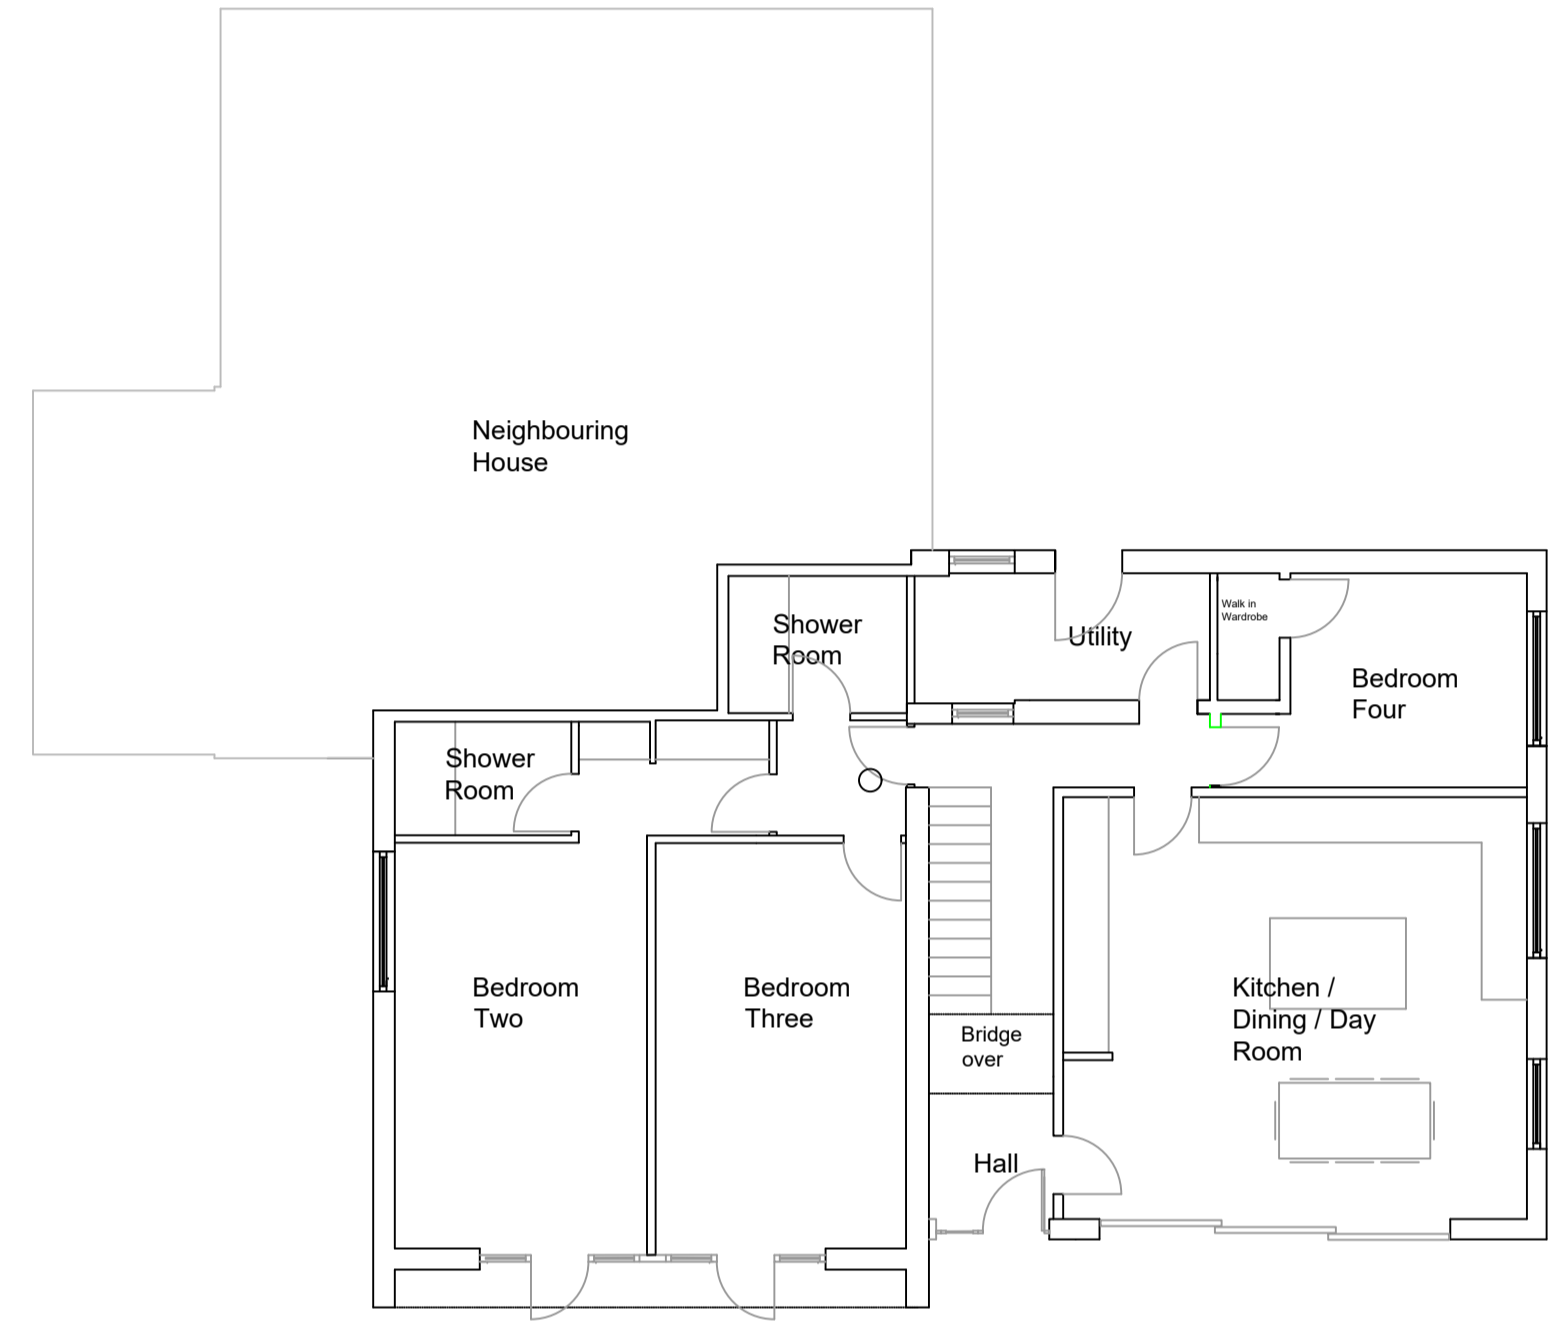 Neighbouring
House
Shower
Room
Utility
Walk in
Wardrobe
Bedroom
Four
Shower
Room
Bedroom
Two
Bedroom
Three
Bridge
over
Kitchen /
Dining / Day
Room
Hall